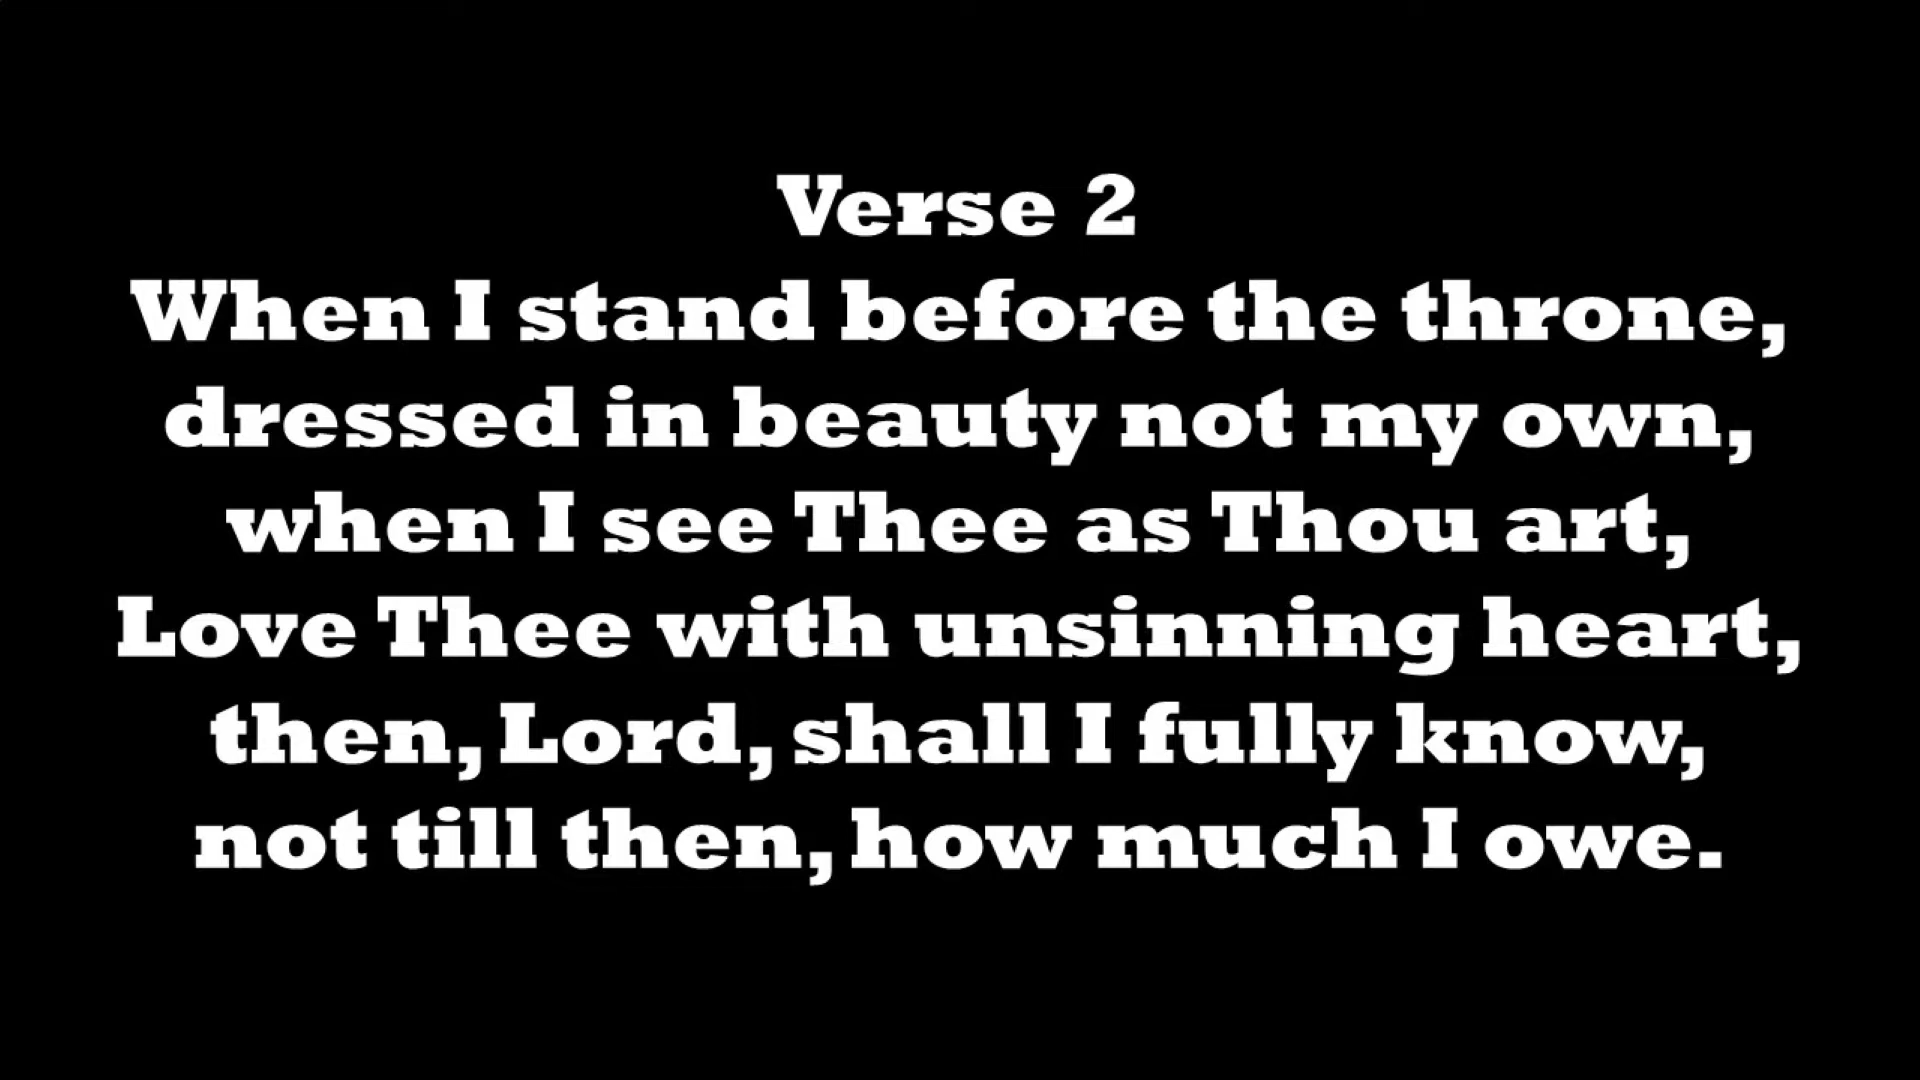 Verse 2
When I stand before the throne,
dressed in beauty not my own,
when I see Thee as Thou art,
Love Thee with unsinning heart,
then, Lord, shall I fully know,
not till then, how much I owe.